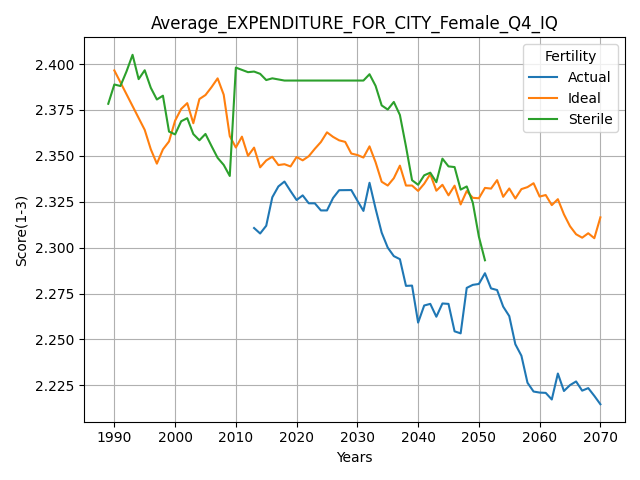 Average_EXPENDITURE_FOR_CITY_Female_Q4_IQ
Fertility
Actual
Ideal
Sterile
Score(1-3)
2.400
2.375
2.350
2.325
2.300
2.275
2.250
2.225
1990 2000 2010 2020 2030 2040 2050 2060 2070
Years